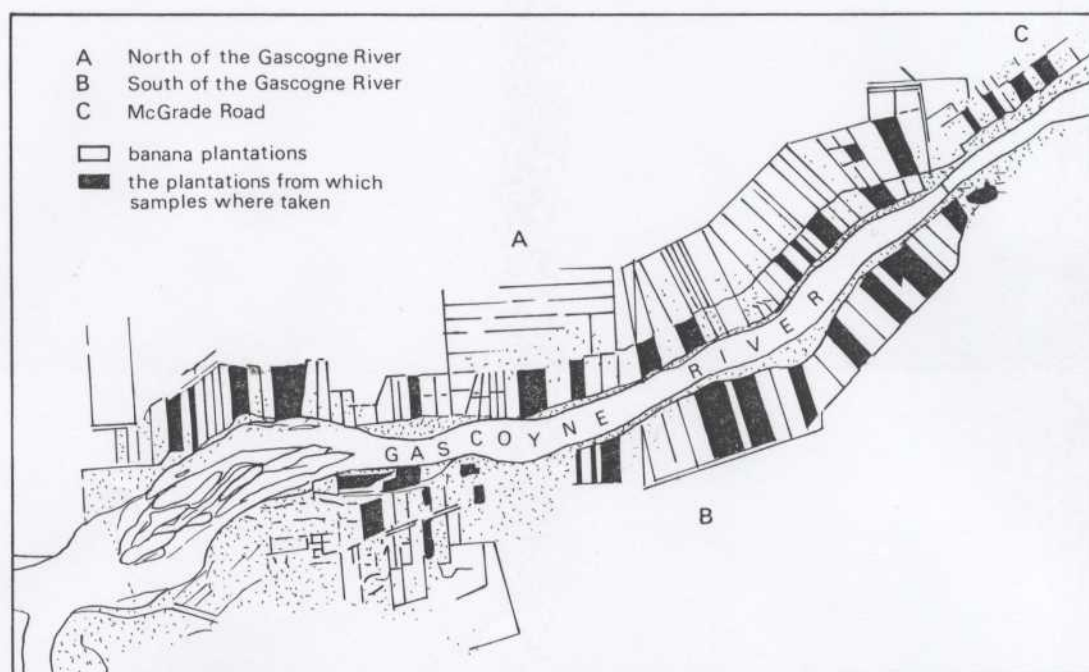 A North of the Gascogne River
B South of the Gascogne River
C McGrade Road
banana plantations
the plantations from which
samples where taken
C
A
GASCOYNE RIVER
B